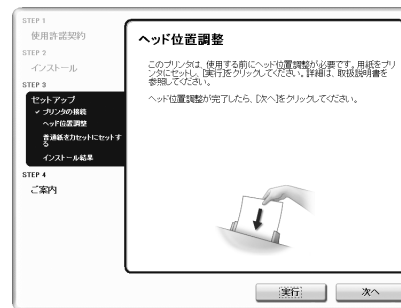 STEP 1
使用許諾契約
STEP 2
インストール
STEP 3
セットアップ
✓ プリンタの接続
ヘッド位置調整
普通紙をカセットにセットす
る
インストール結果
STEP 4
ご案内
ヘッド位置調整
このプリンタは、使用する前にヘッド位置調整が必要です。用紙をプリ
ンタにセットし、[実行]をクリックしてください。詳細は、取扱説明書を
参照してください。
ヘッド位置調整が完了したら、[次へ]をクリックしてください。
実行
次へ